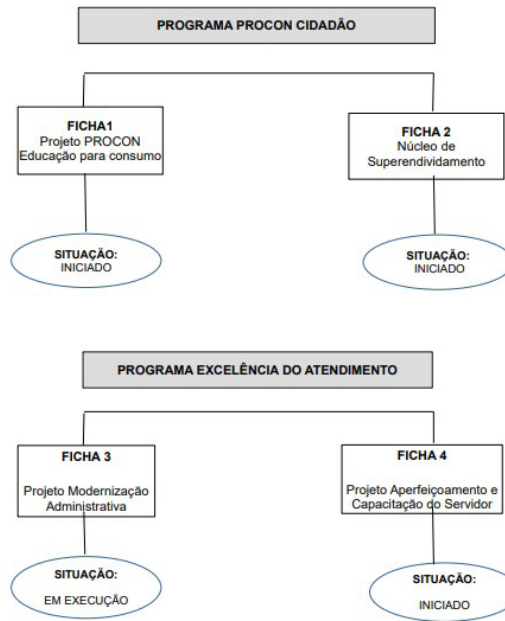 PROGRAMA PROCON CIDADÃO
FICHA1
Projeto PROCON
Educação para consumo
FICHA 2
Núcleo de
Superendividamento
SITUAÇÃO:
INICIADO
SITUAÇÃO:
INICIADO
PROGRAMA EXCELÊNCIA DO ATENDIMENTO
FICHA 3
Projeto Modernização
Administrativa
FICHA 4
Projeto Aperfeiçoamento e
Capacitação do Servidor
SITUAÇÃO:
EM EXECUÇÃO
SITUAÇÃO:
INICIADO